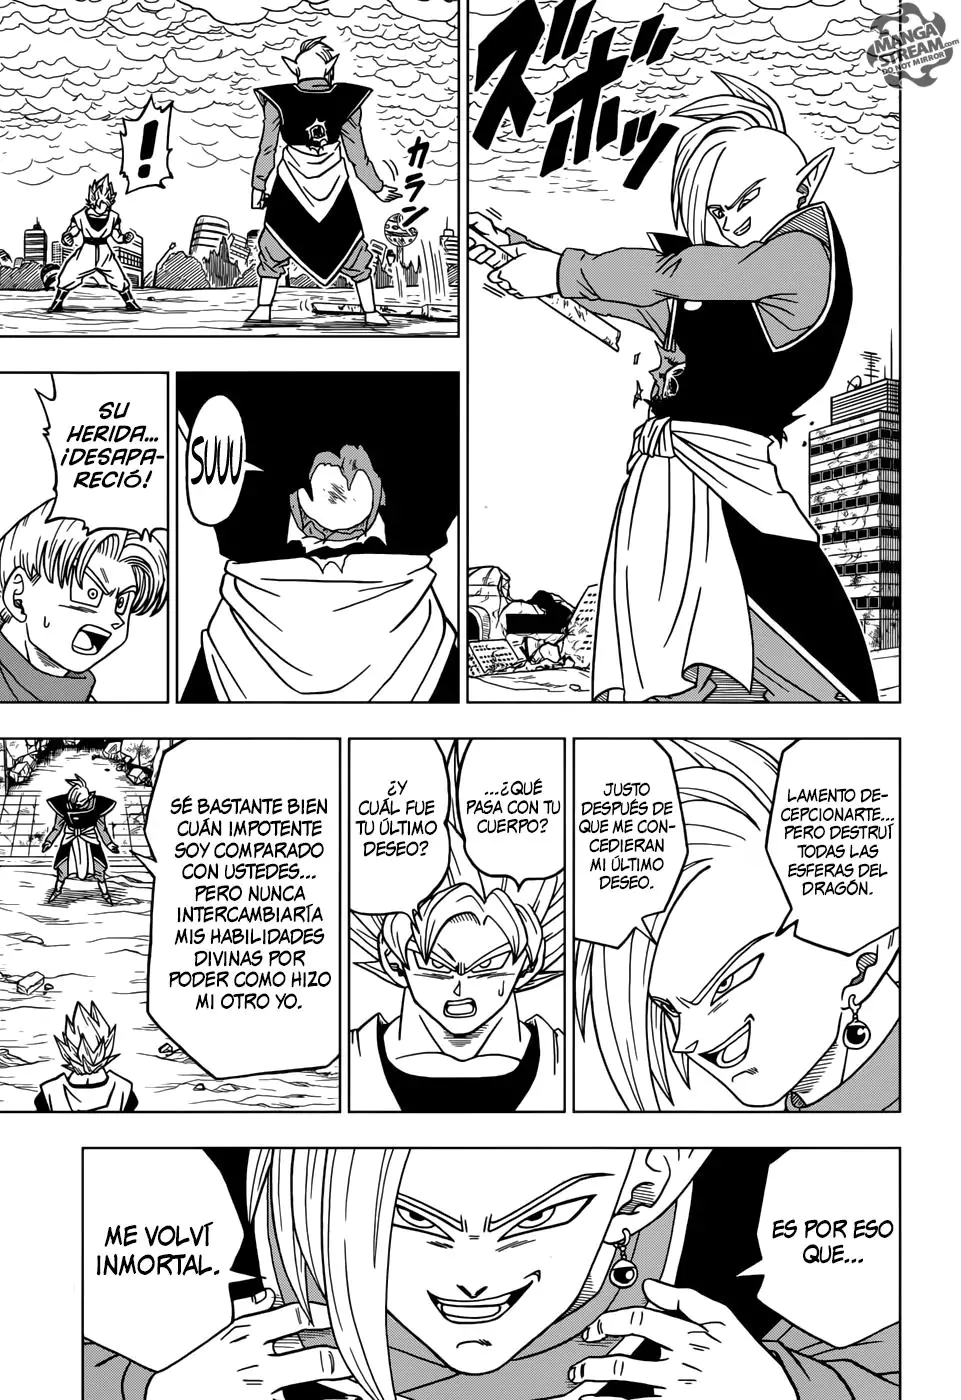 MANGA
STREAM.com
DO NOT MIRROR!
ズボッ
!
カラン
SUUU
SU
HERIDA...
¡DESAPA-
RECIÓ!
LAMENTO DE-
CEPCIONARTE...
PERO DESTRUÍ
TODAS LAS
ESFERAS DEL
DRAGÓN.
JUSTO
DESPUÉS DE
QUE ME CON-
CEDIERAN
MI ÚLTIMO
DESEO.
...¿QUÉ
PASA CON TU
CUERPO?
¿Y
CUÁL FUE
TU ÚLTIMO
DESEO?
SÉ BASTANTE BIEN
CUÁN IMPOTENTE
SOY COMPARADO
CON USTEDES...
PERO NUNCA
INTERCAMBIARÍA
MIS HABILIDADES
DIVINAS POR
PODER COMO HIZO
MI OTRO YO.
ES POR ESO
QUE...
ME VOLVÍ
INMORTAL.